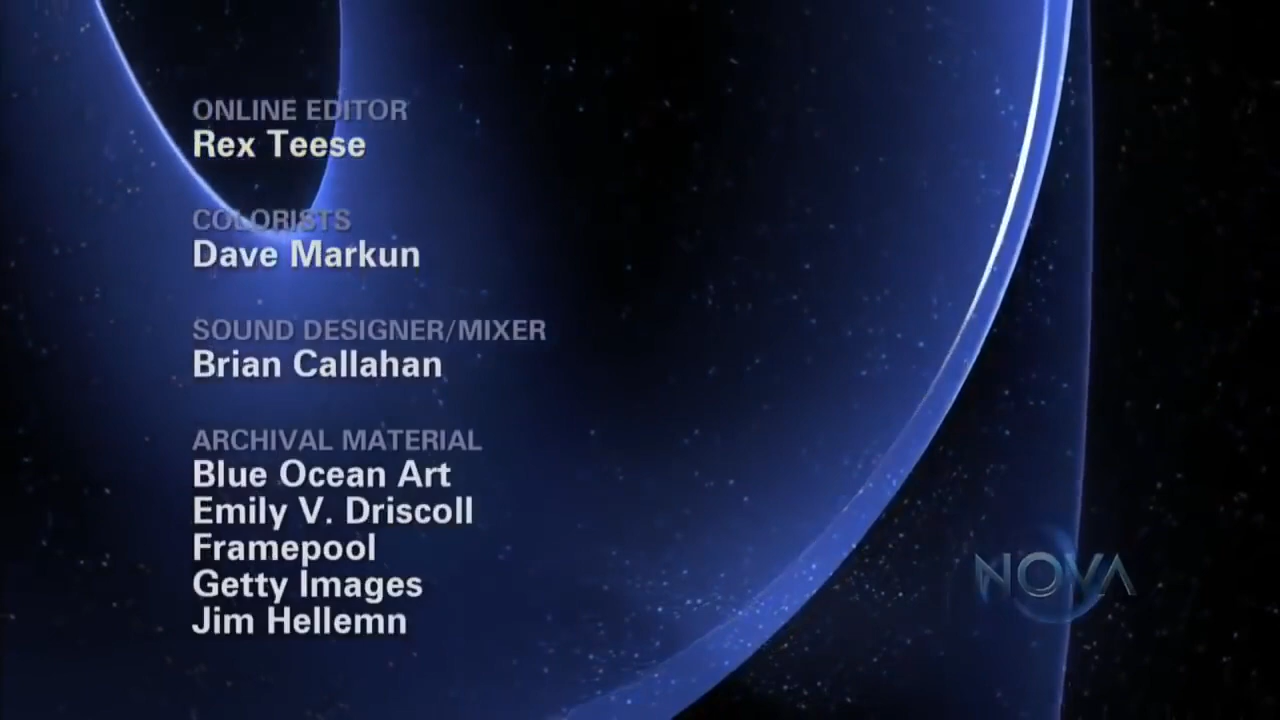 ONLINE EDITOR
Rex Teese
COLORISTS
Dave Markun
SOUND DESIGNER/MIXER
Brian Callahan
ARCHIVAL MATERIAL
Blue Ocean Art
Emily V. Driscoll
Framepool
Getty Images
Jim Hellemn
NOVA